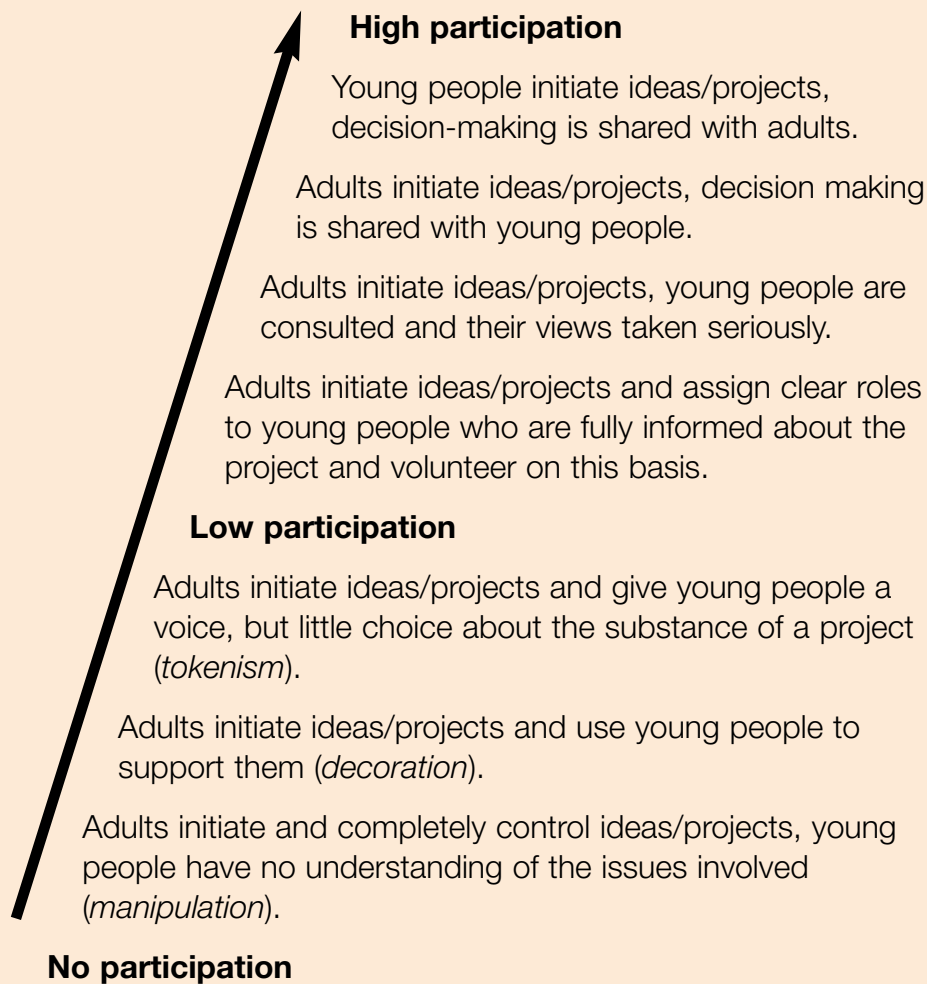 High participation
Young people initiate ideas/projects,
decision-making is shared with adults.
Adults initiate ideas/projects, decision making
is shared with young people.
Adults initiate ideas/projects, young people are
consulted and their views taken seriously.
Adults initiate ideas/projects and assign clear roles
to young people who are fully informed about the
project and volunteer on this basis.
Low participation
Adults initiate ideas/projects and give young people a
voice, but little choice about the substance of a project
(tokenism).
Adults initiate ideas/projects and use young people to
support them (decoration).
Adults initiate and completely control ideas/projects, young
people have no understanding of the issues involved
(manipulation).
No participation